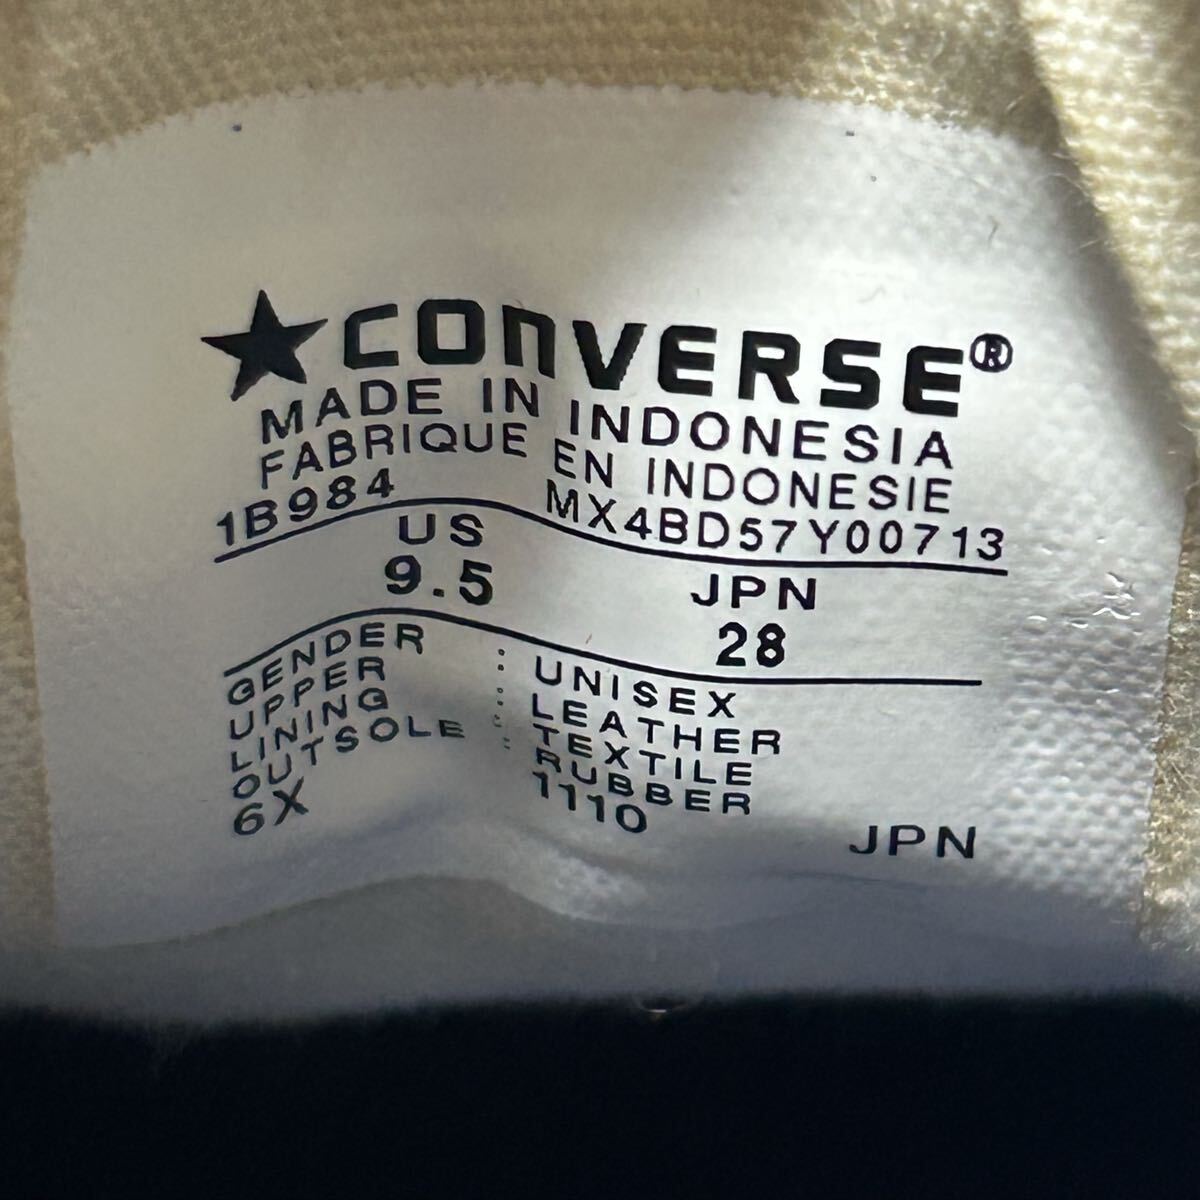 ★CONVERSE®
MADE IN INDONESIA
FABRIQUE EN INDONESIE
1B984 MX4BD57Y00713
US JPN
9.5 28
GENDER : UNISEX
UPPER : LEATHER
LINING : TEXTILE
OUTSOLE : RUBBER
6X 1110 JPN